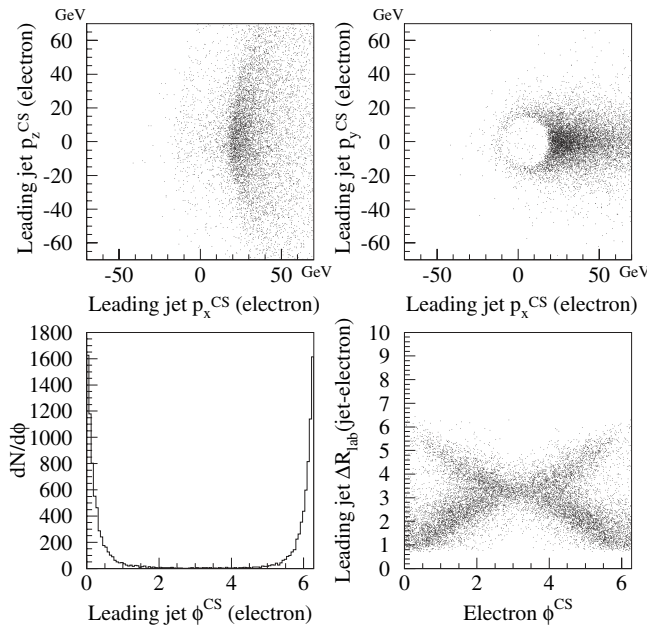 GeV
Leading jet p_z^CS (electron)
60
40
20
0
-20
-40
-60
-50 0 50 GeV
Leading jet p_x^CS (electron)
GeV
Leading jet p_y^CS (electron)
60
40
20
0
-20
-40
-60
-50 0 50 GeV
Leading jet p_x^CS (electron)
dN/dϕ
1800
1600
1400
1200
1000
800
600
400
200
0
0 2 4 6
Leading jet ϕ^CS (electron)
Leading jet ΔR_lab(jet-electron)
10
9
8
7
6
5
4
3
2
1
0
0 2 4 6
Electron ϕ^CS